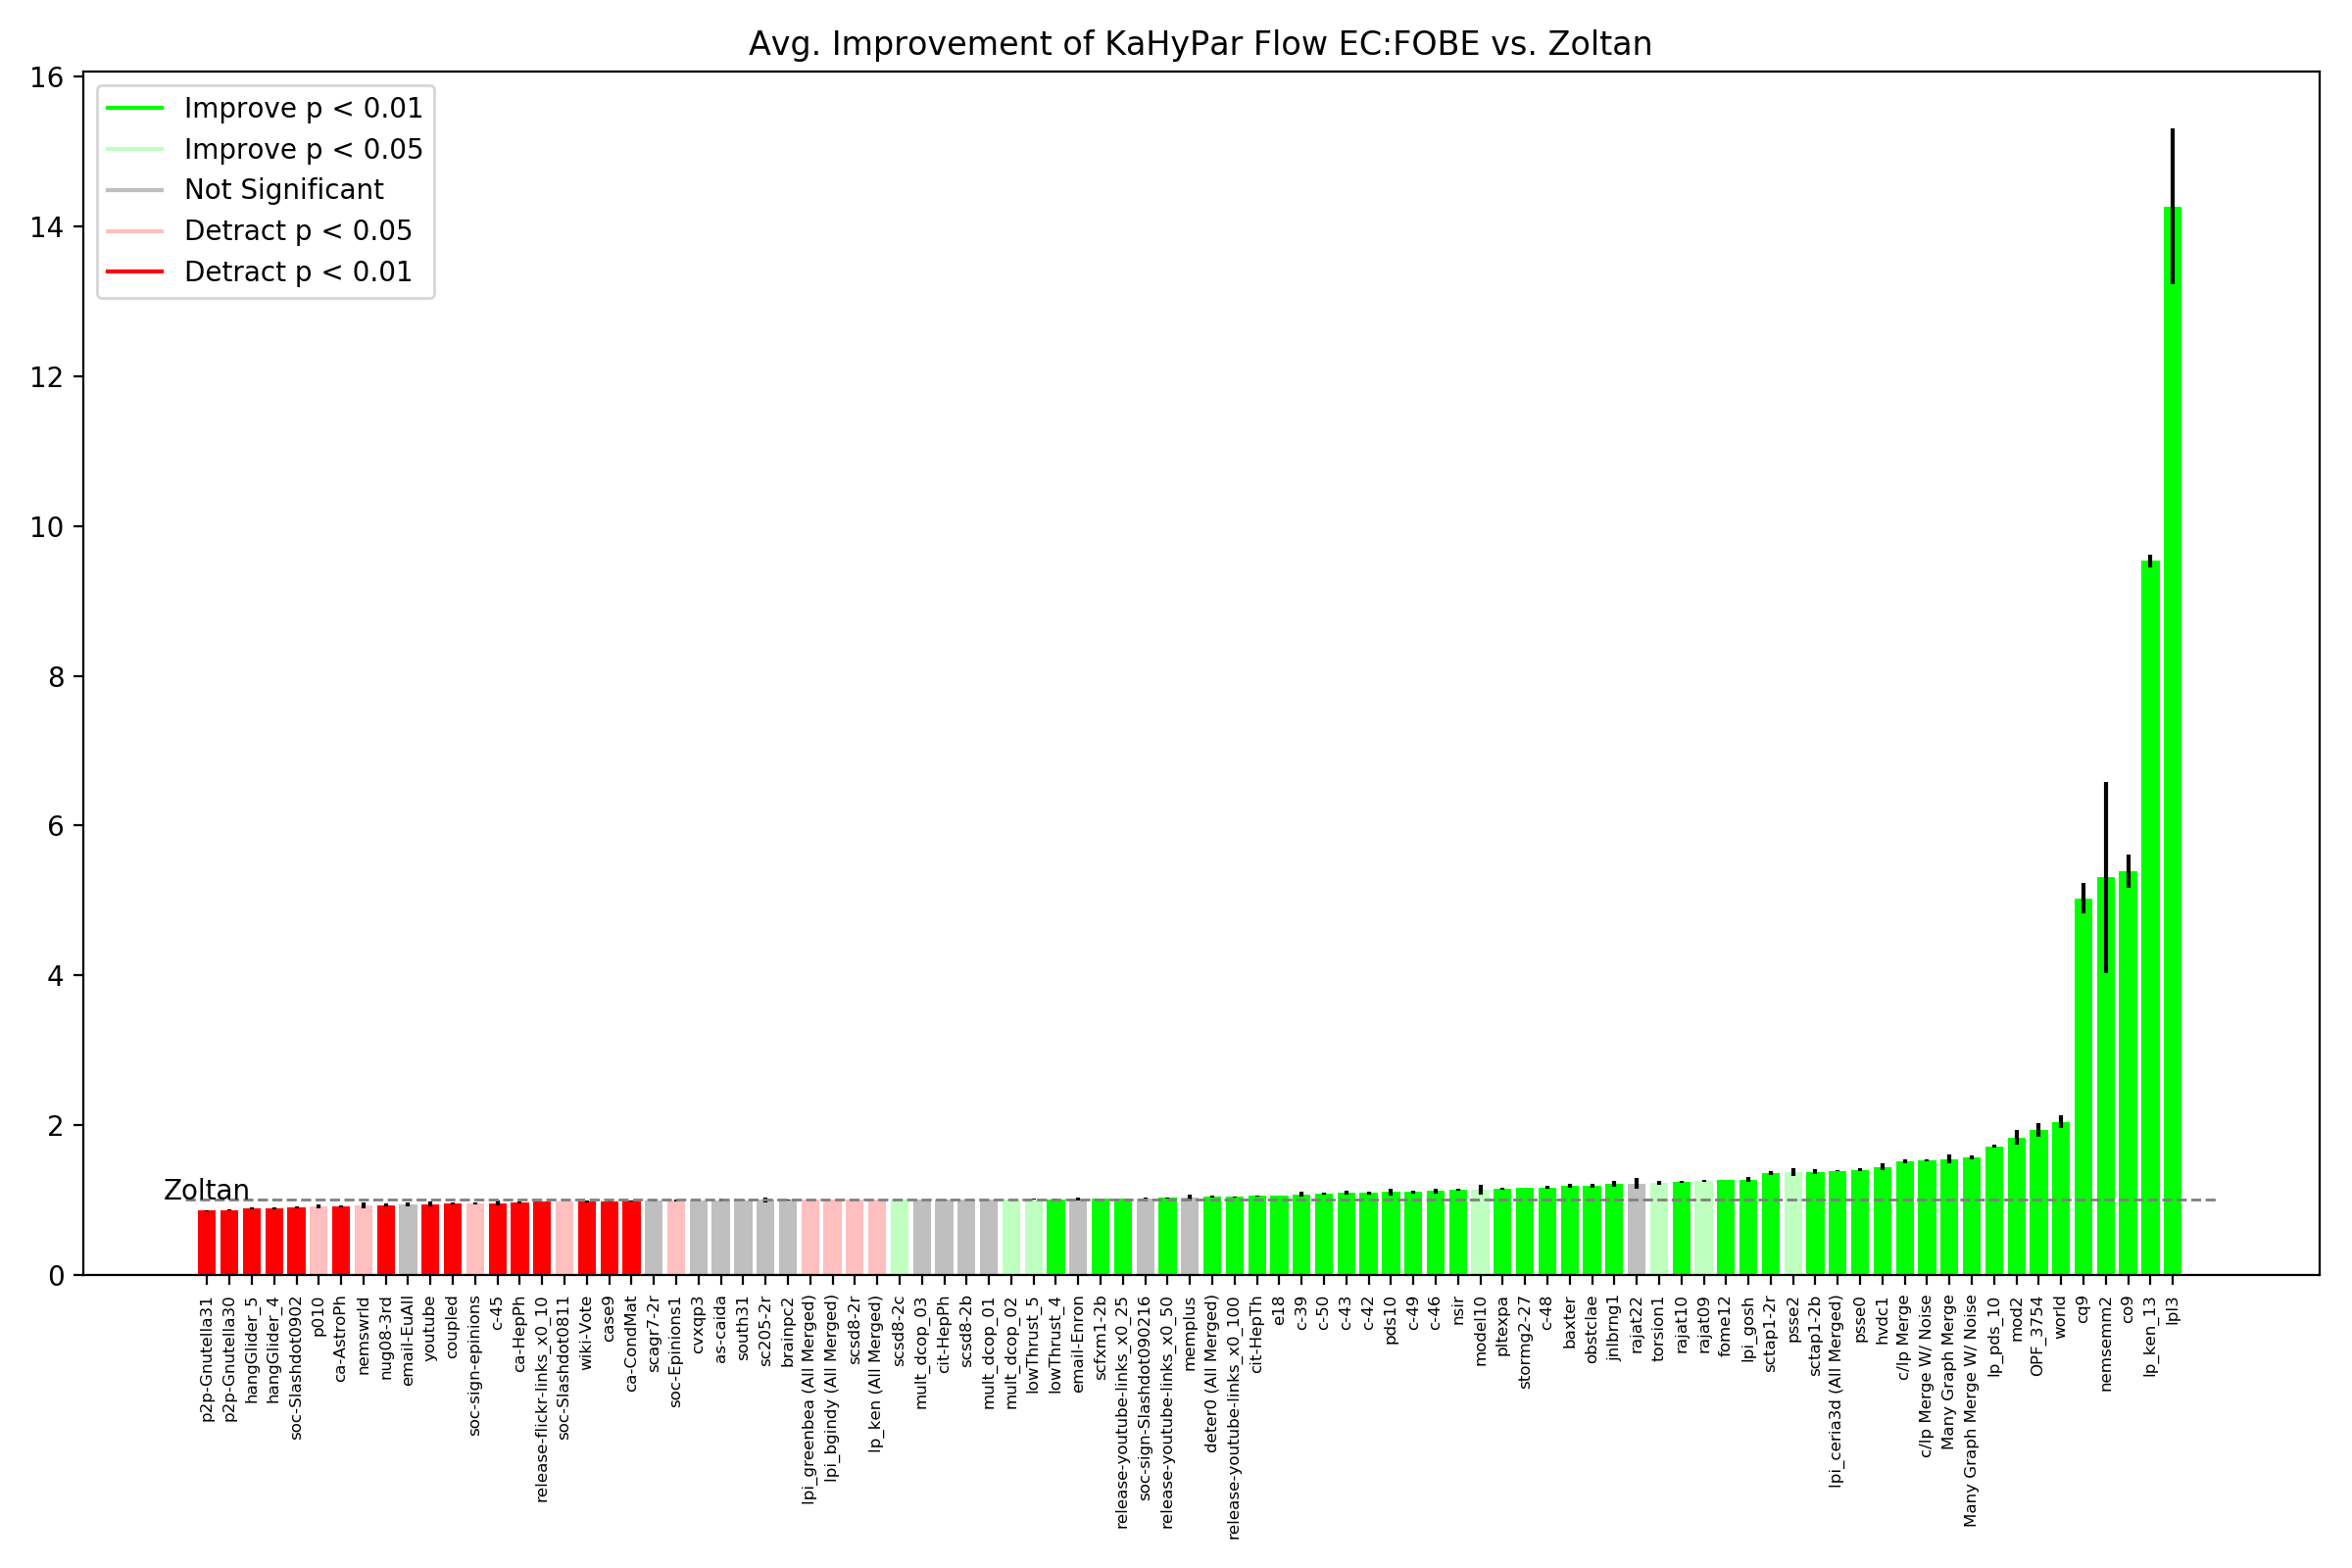 Avg. Improvement of KaHyPar Flow EC:FOBE vs. Zoltan
16
14
12
10
8
6
4
2
0
Improve p < 0.01
Improve p < 0.05
Not Significant
Detract p < 0.05
Detract p < 0.01
Zoltan
p2p-Gnutella31
p2p-Gnutella30
hangGlider_5
hangGlider_4
soc-Slashdot0902
p010
ca-AstroPh
nemswrld
nug08-3rd
email-EuAll
youtube
coupled
soc-sign-epinions
c-45
ca-HepPh
release-flickr-links_x0_10
soc-Slashdot0811
wiki-Vote
case9
ca-CondMat
scagr7-2r
soc-Epinions1
cvxqp3
as-caida
south31
sc205-2r
brainpc2
lpi_greenbea (All Merged)
lpi_bgindy (All Merged)
scsd8-2r
lp_ken (All Merged)
scsd8-2c
mult_dcop_03
cit-HepPh
scsd8-2b
mult_dcop_01
mult_dcop_02
lowThrust_5
lowThrust_4
email-Enron
scfxm1-2b
release-youtube-links_x0_25
soc-sign-Slashdot090216
release-youtube-links_x0_50
memplus
deter0 (All Merged)
release-youtube-links_x0_100
cit-HepTh
e18
c-39
c-50
c-43
c-42
pds10
c-49
c-46
nsir
model10
pltexpa
stormg2-27
c-48
baxter
obstclae
jnlbrng1
rajat22
torsion1
rajat10
rajat09
fome12
lpi_gosh
sctap1-2r
psse2
sctap1-2b
lpi_ceria3d (All Merged)
psse0
hvdc1
c/lp Merge
c/lp Merge W/ Noise
Many Graph Merge
Many Graph Merge W/ Noise
lp_pds_10
mod2
OPF_3754
world
cq9
nemsemm2
co9
lp_ken_13
lpl3